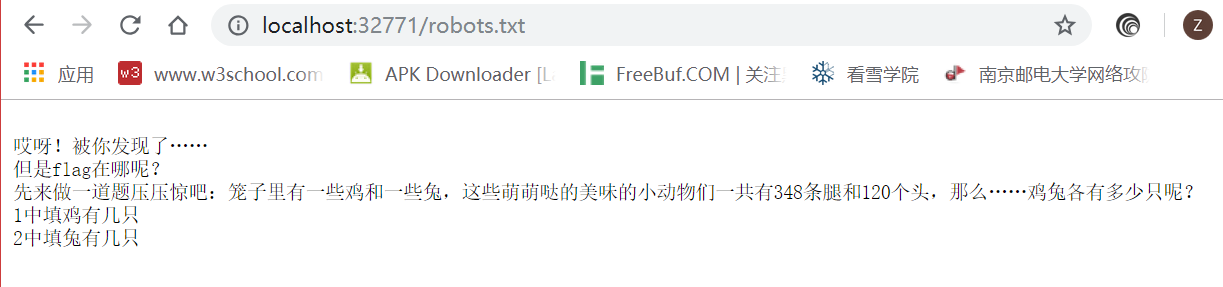 localhost:32771/robots.txt
Z
应用
w3
www.w3school.com
APK Downloader [L
FreeBuf.COM | 关注
看雪学院
南京邮电大学网络攻
哎呀！被你发现了……
但是flag在哪呢？
先来做一道题压压惊吧：笼子里有一些鸡和一些兔，这些萌萌哒的美味的小动物们一共有348条腿和120个头，那么……鸡兔各有多少只呢？
1中填鸡有几只
2中填兔有几只